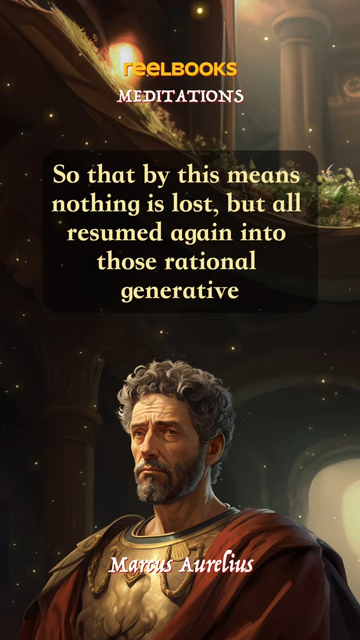 reelBOOKS
MEDITATIONS
So that by this means
nothing is lost, but all
resumed again into
those rational
generative
Marcus Aurelius